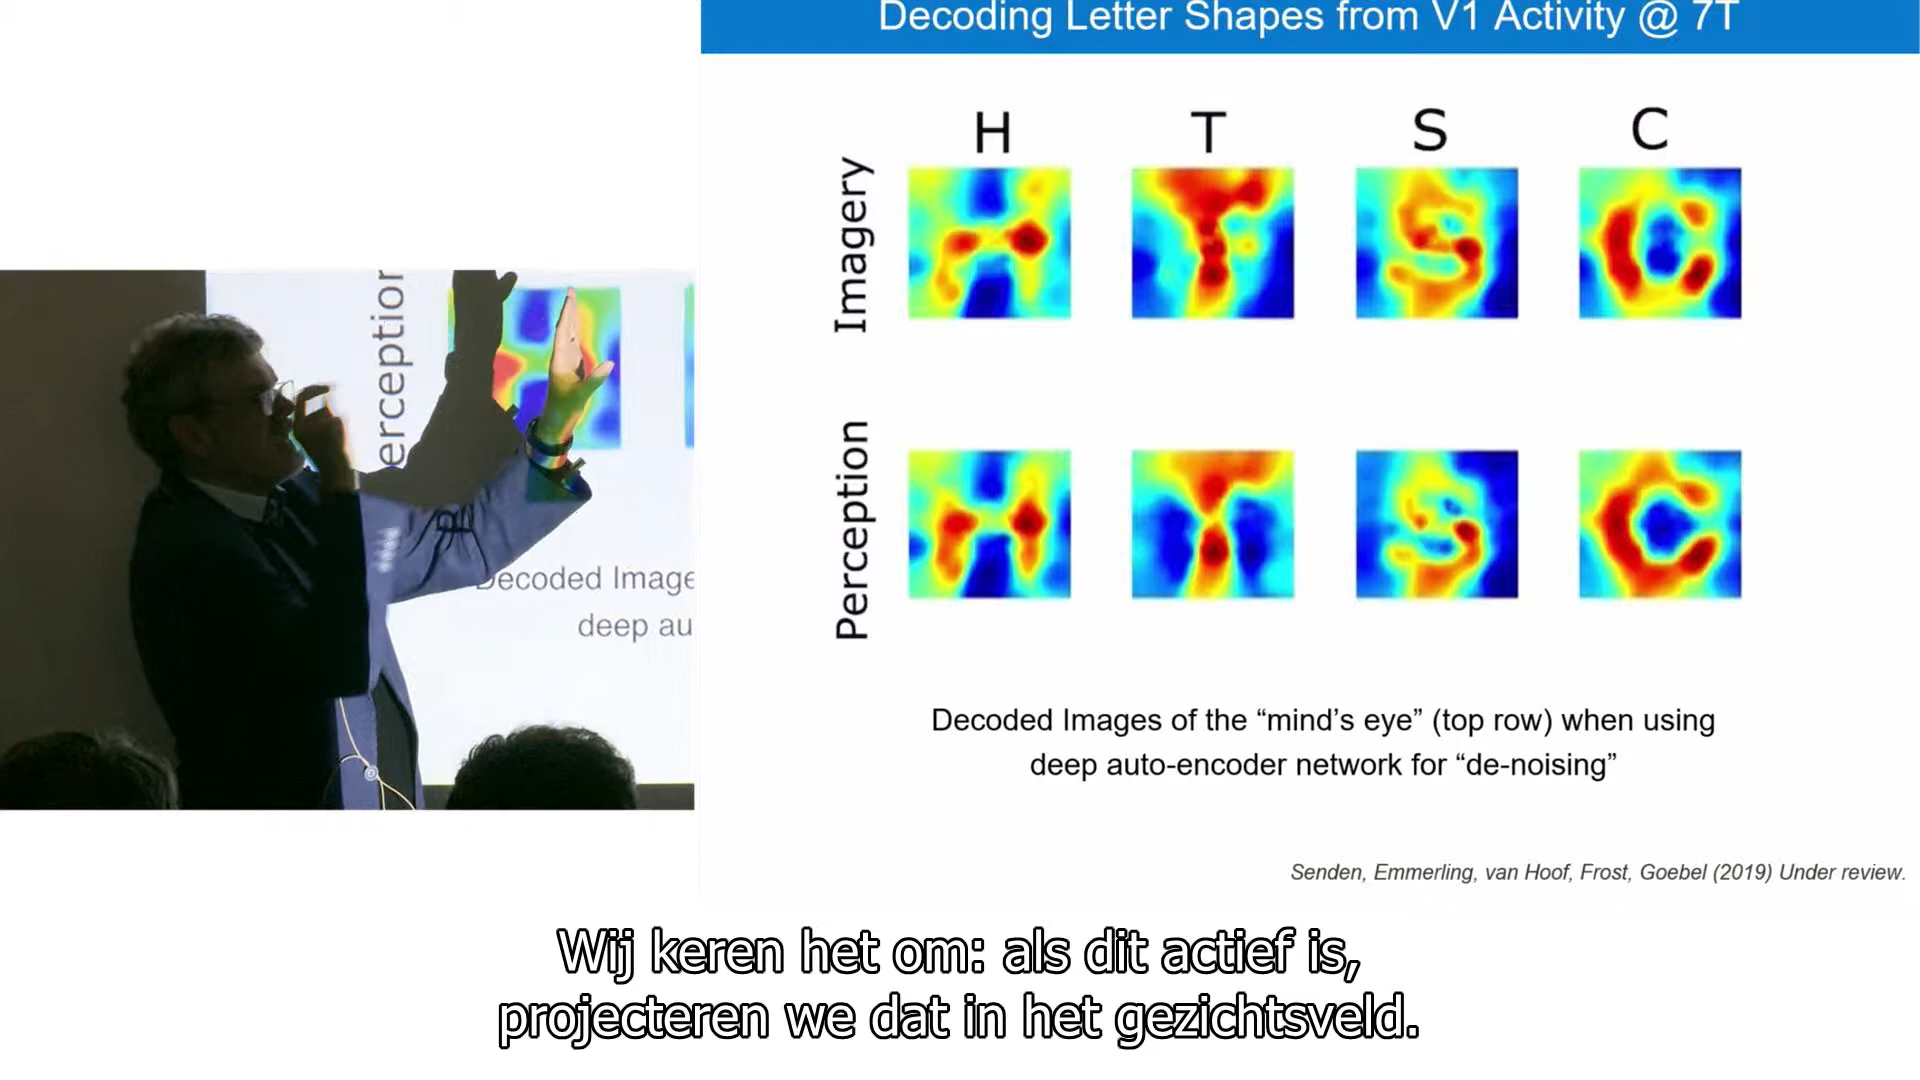 Decoding Letter Shapes from V1 Activity @ 7T
H T S C
Imagery
Perception
Decoded Images of the “mind’s eye” (top row) when using
deep auto-encoder network for “de-noising”
Senden, Emmerling, van Hoof, Frost, Goebel (2019) Under review.
erception
Decoded Image
deep au
Wij keren het om: als dit actief is,
projecteren we dat in het gezichtsveld.